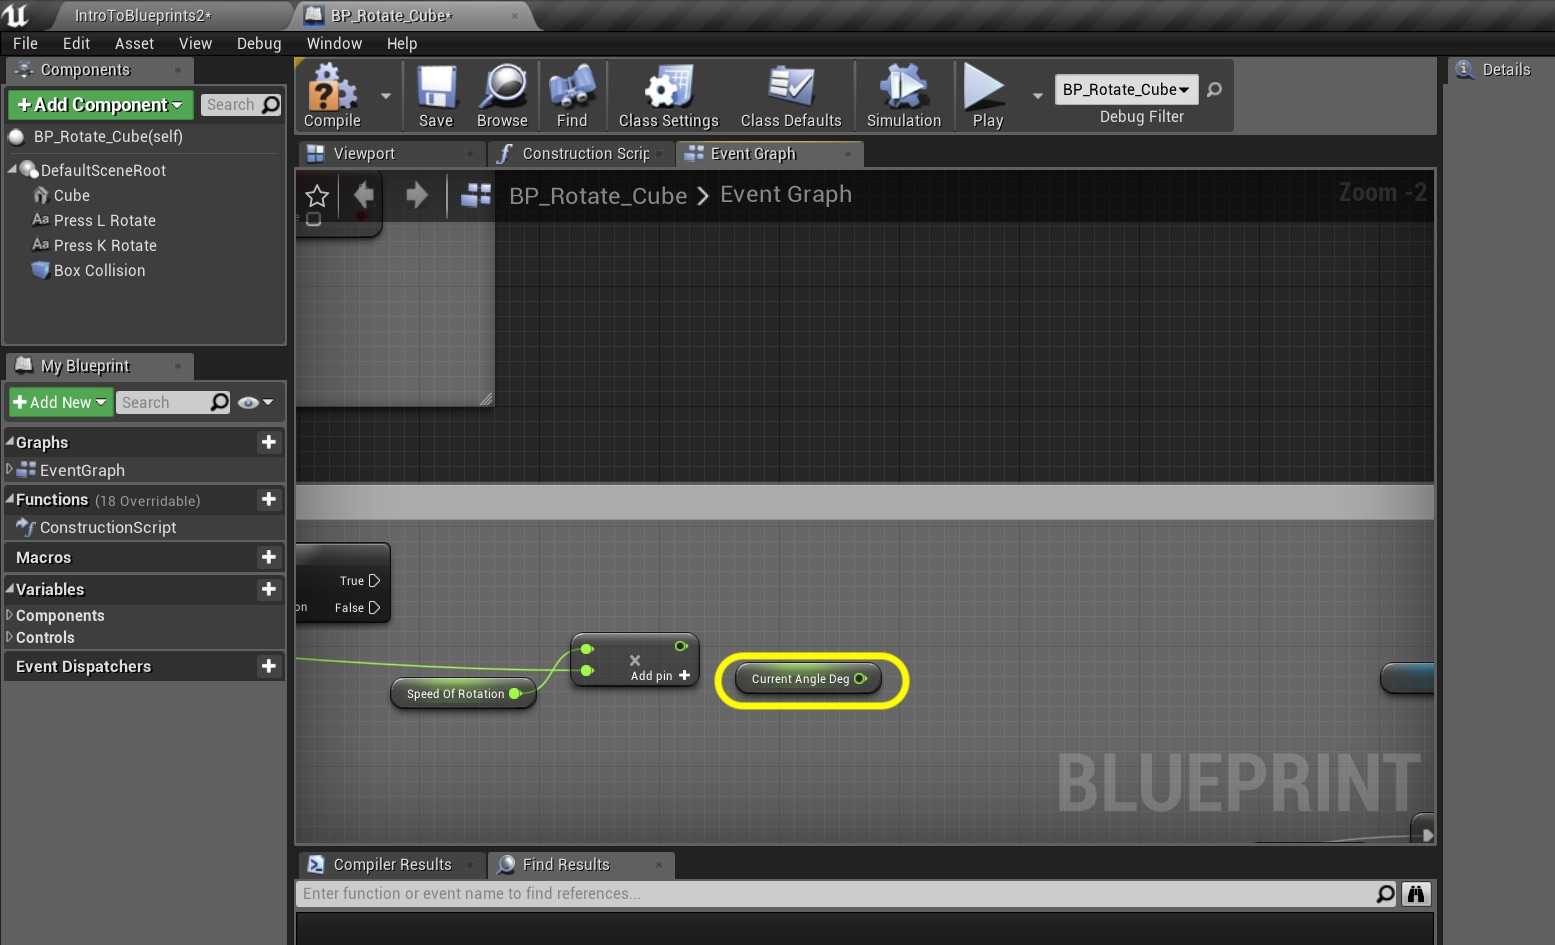 IntroToBlueprints2*
BP_Rotate_Cube*
File Edit Asset View Debug Window Help
Components
Add Component Search
BP_Rotate_Cube(self)
DefaultSceneRoot
Cube
Aa Press L Rotate
Aa Press K Rotate
Box Collision
My Blueprint
Add New Search
Graphs
EventGraph
Functions (18 Overridable)
ConstructionScript
Macros
Variables
Components
Controls
Event Dispatchers
Compile Save Browse Find Class Settings Class Defaults Simulation Play
BP_Rotate_Cube
Debug Filter
Viewport Construction Scrip Event Graph
BP_Rotate_Cube > Event Graph
Zoom -2
True
on False
Add pin
Speed Of Rotation
Current Angle Deg
BLUEPRINT
Compiler Results Find Results
Enter function or event name to find references...
Details